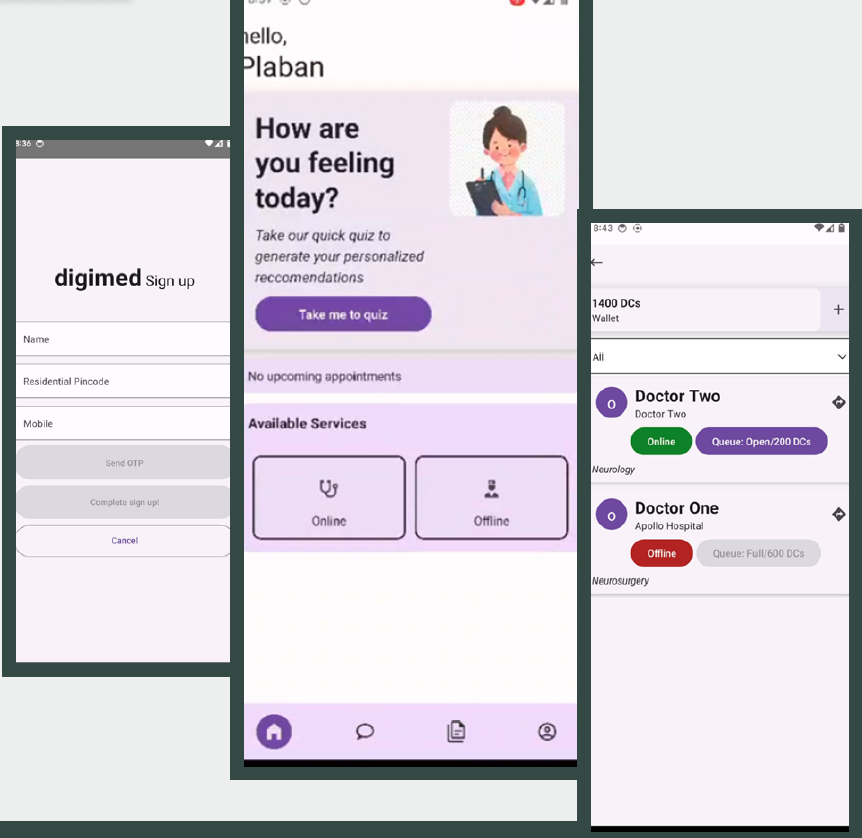 8:36
digimed Sign up
Name
Residential Pincode
Mobile
Send OTP
Complete sign up!
Cancel
hello,
Plaban
How are
you feeling
today?
Take our quick quiz to
generate your personalized
reccomendations
Take me to quiz
No upcoming appointments
Available Services
Online
Offline
8:43
1400 DCs
Wallet
+
All
O
Doctor Two
Doctor Two
Online
Queue: Open/200 DCs
Neurology
O
Doctor One
Apollo Hospital
Offline
Queue: Full/600 DCs
Neurosurgery